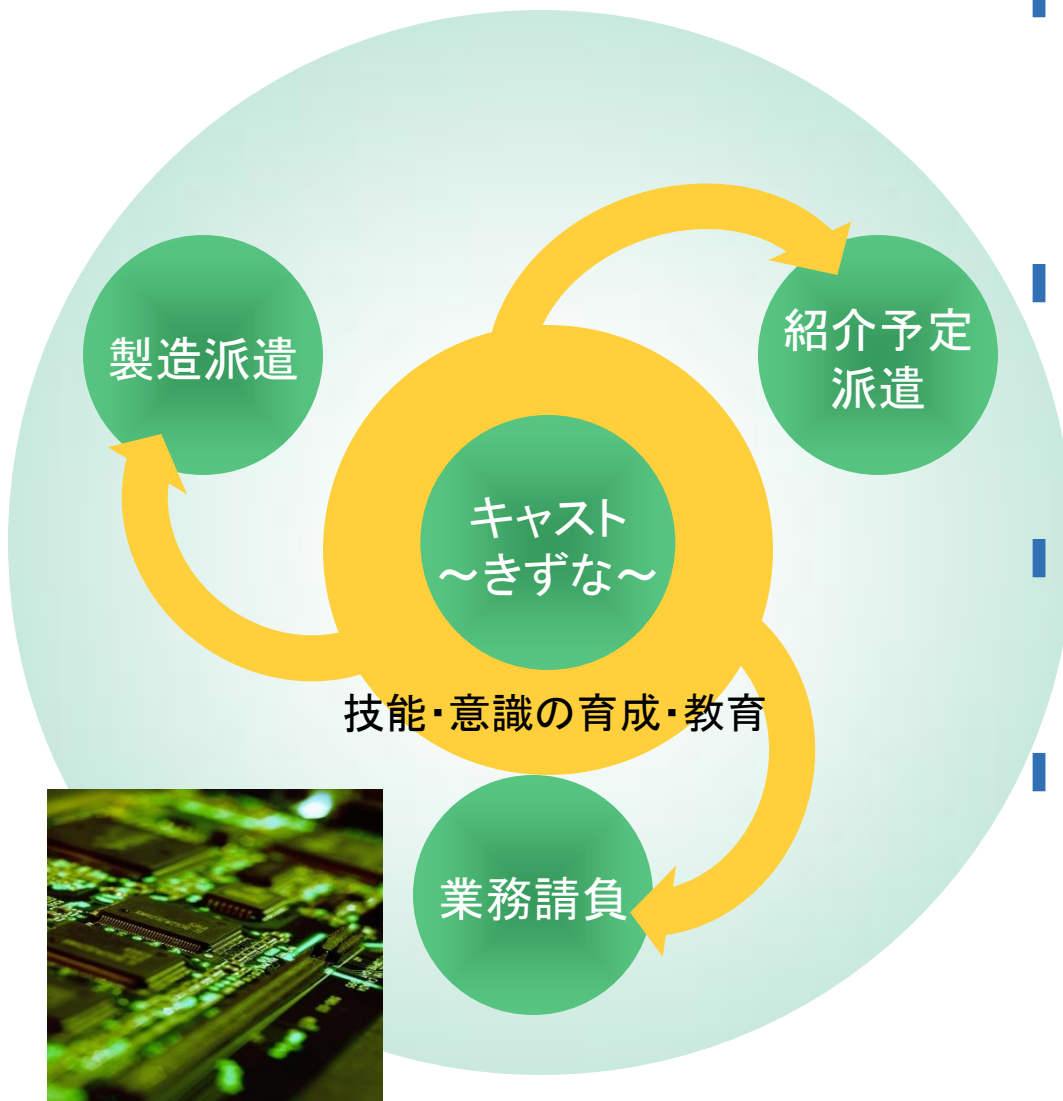 製造派遣
紹介予定
派遣
キャスト
~きずな~
技能・意識の育成・教育
業務請負